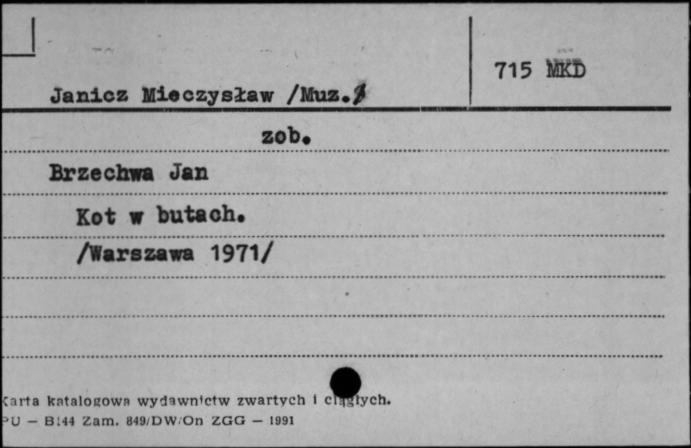 715 MKD
Janicz Mieczysław /Muz./
zob.
Brzechwa Jan
Kot w butach.
/Warszawa 1971/
Karta katalogowa wydawnictw zwartych i ciągłych.
PU — B144 Zam. 849/DW/On ZGG — 1991